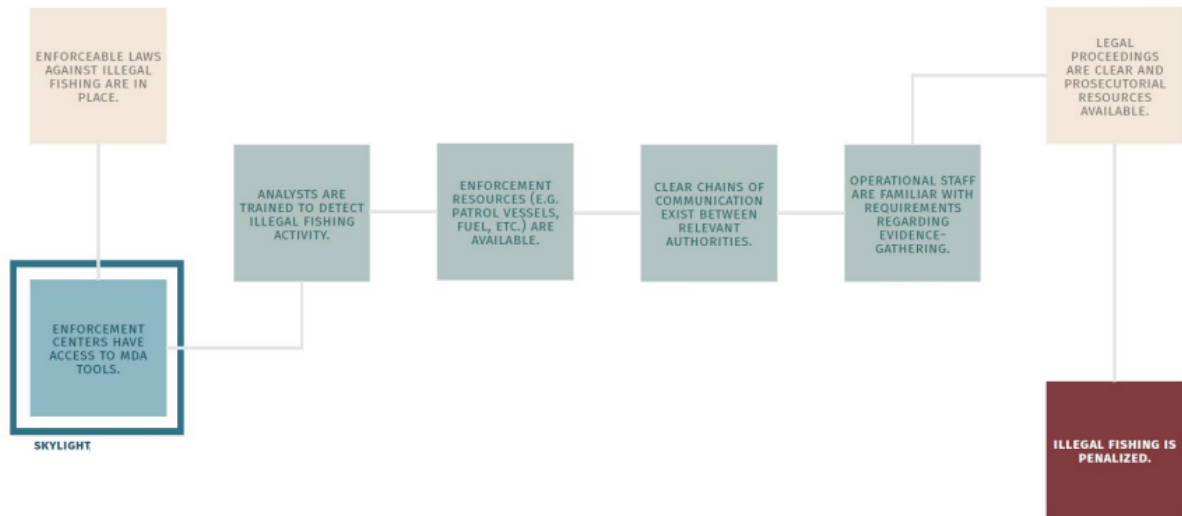 ENFORCEABLE LAWS
AGAINST ILLEGAL
FISHING ARE IN
PLACE.
ENFORCEMENT
CENTERS HAVE
ACCESS TO MDA
TOOLS.
SKYLIGHT
ANALYSTS ARE
TRAINED TO DETECT
ILLEGAL FISHING
ACTIVITY.
ENFORCEMENT
RESOURCES (E.G.
PATROL VESSELS,
FUEL, ETC.) ARE
AVAILABLE.
CLEAR CHAINS OF
COMMUNICATION
EXIST BETWEEN
RELEVANT
AUTHORITIES.
OPERATIONAL STAFF
ARE FAMILIAR WITH
REQUIREMENTS
REGARDING
EVIDENCE-
GATHERING.
LEGAL
PROCEEDINGS
ARE CLEAR AND
PROSECUTORIAL
RESOURCES
AVAILABLE.
ILLEGAL FISHING IS
PENALIZED.